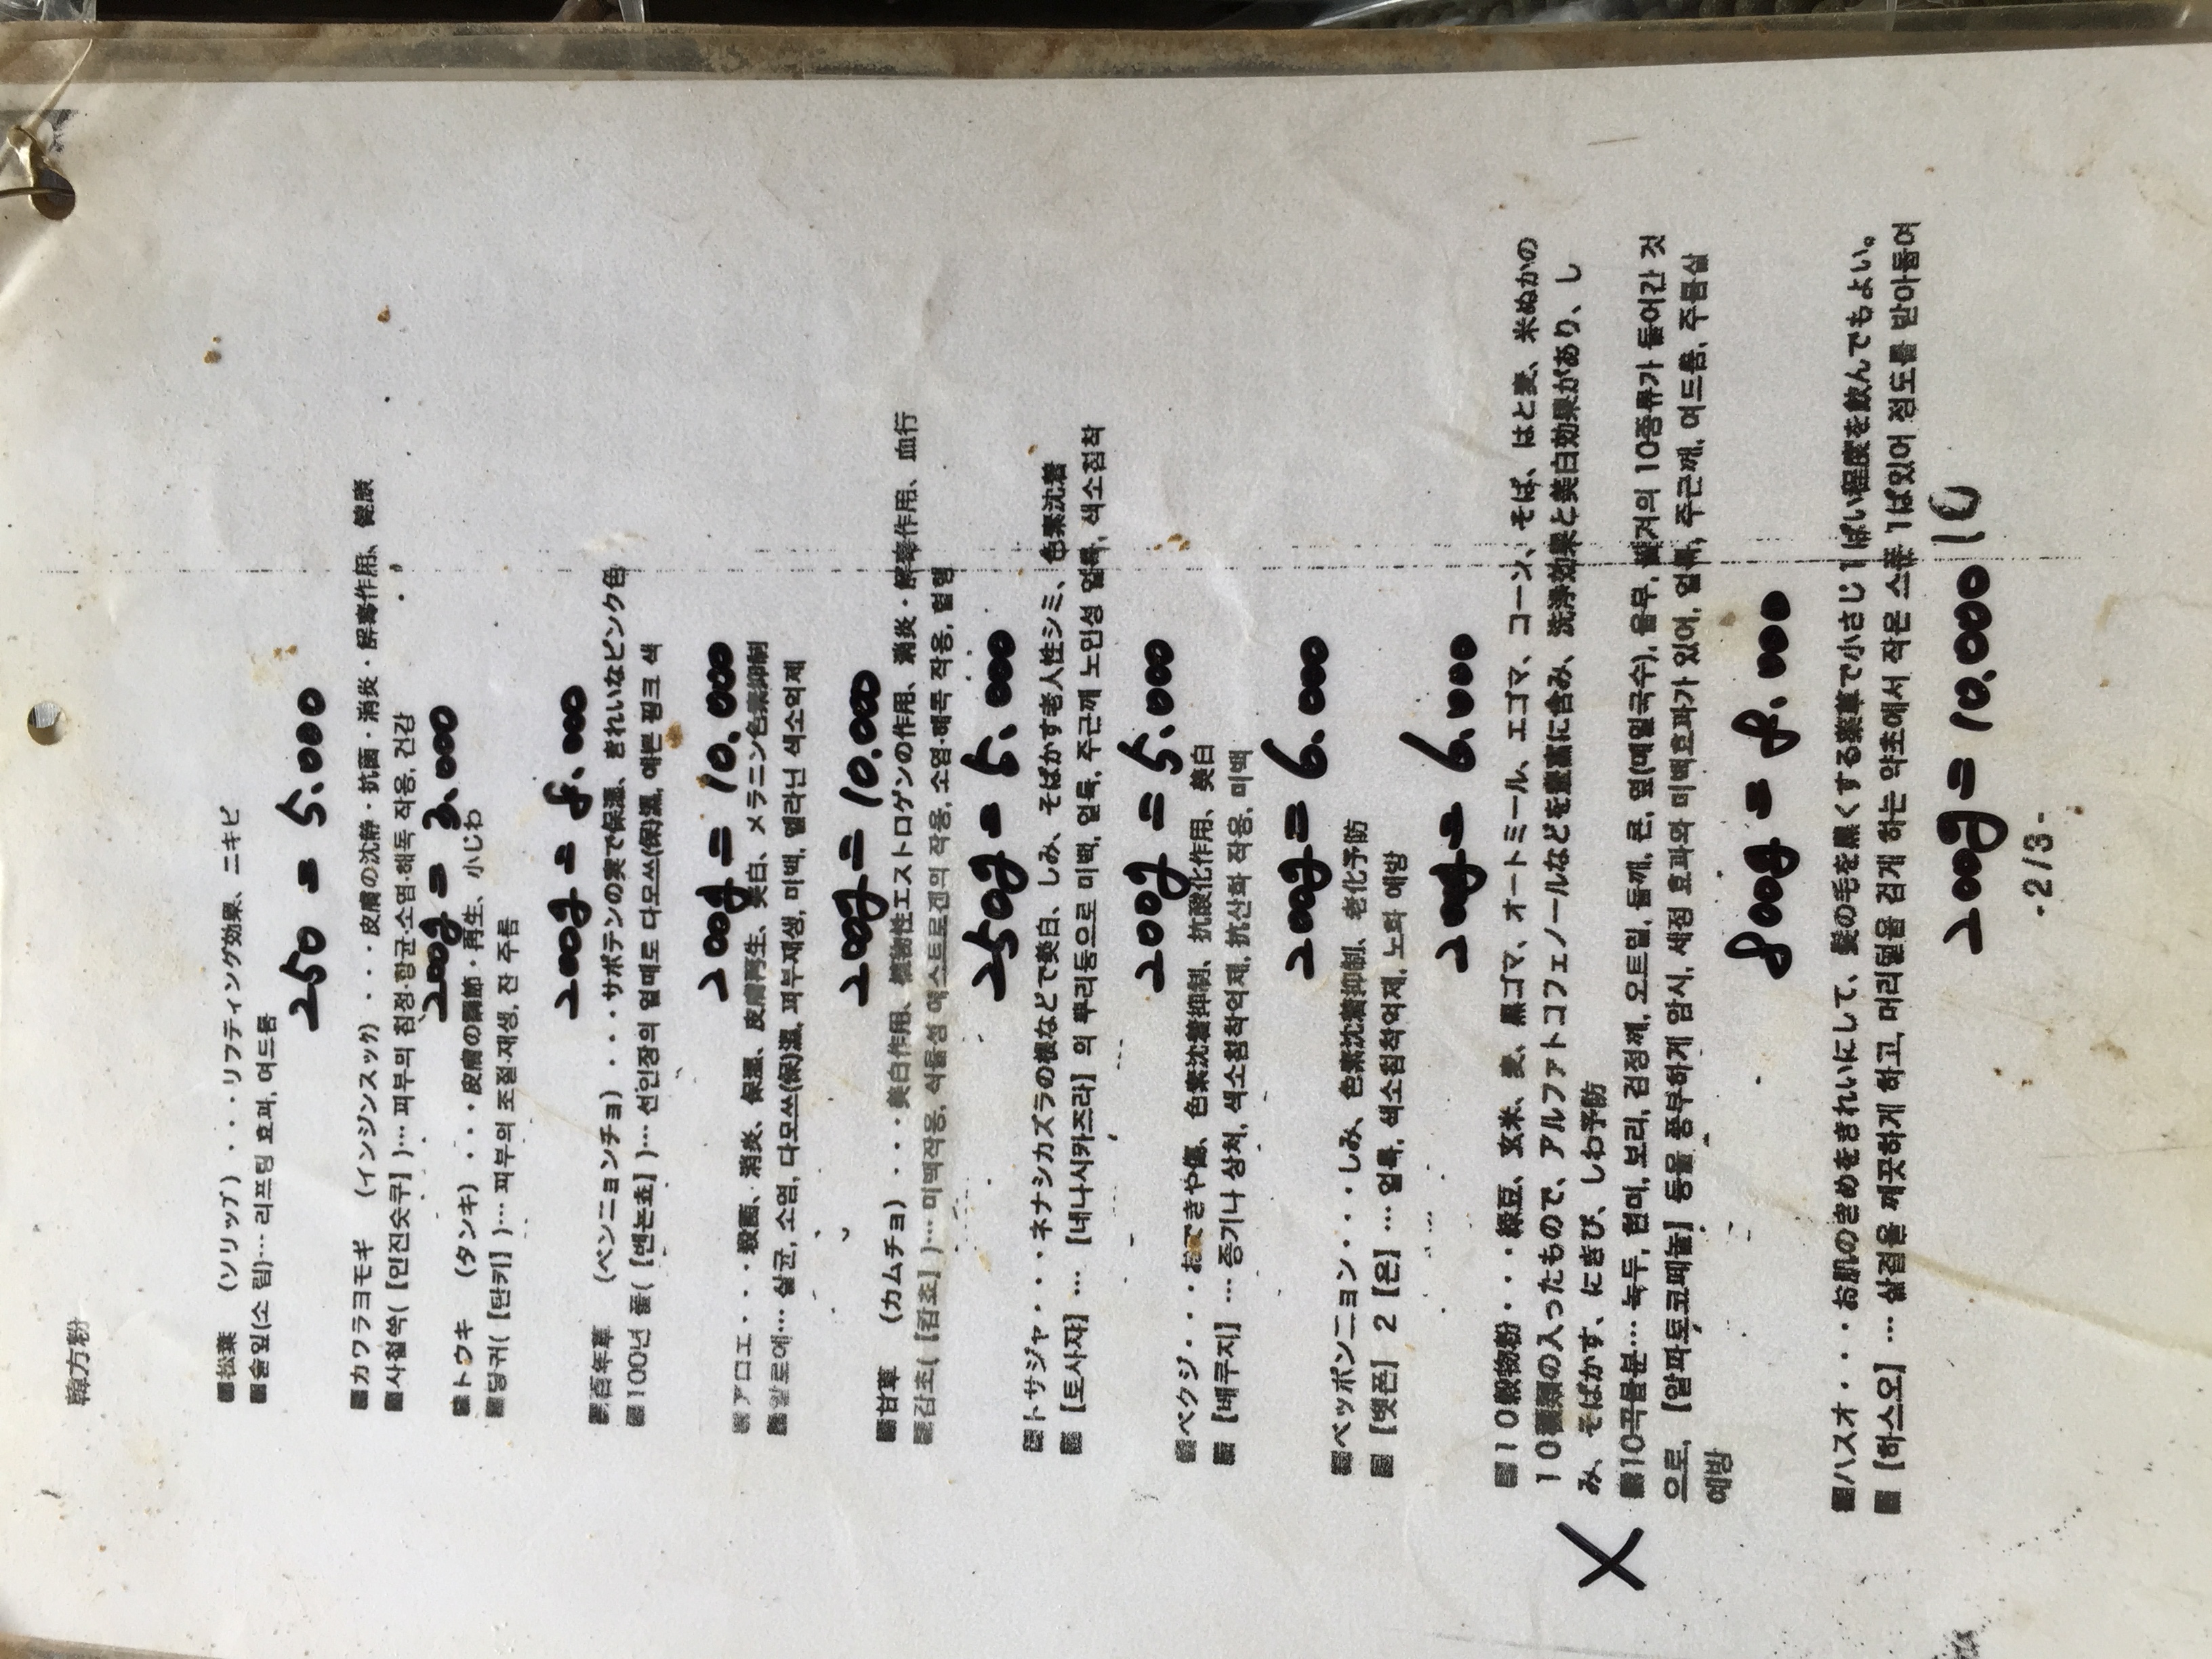 韓方粉
■松葉 (ソリップ)・・・リフティング効果、ニキビ
■솔잎(소 림)… 리프팅 효과, 여드름
250 = 5.000
■カワラヨモギ (インジンスッ)・・・皮膚の沈静・抗菌・消炎・解毒作用、健康
■사철쑥( [인진숫쿠] )… 피부의 침정·항균·소염·해독 작용, 건강
200g = 3.000
■トウキ (タンキ)・・・皮膚の調節・再生、小じわ
■당귀( [탄키] )… 피부의 조절·재생, 잔 주름
200g = 8.000
■百年草 (ペンニョンチョ)・・・サボテンの実で保湿、きれいなピンク色
■100년 풀( [앤논쵸] )… 선인장의 열매로 다모쓰(保)濕, 예쁜 핑크 색
200g = 10.000
■アロエ・・・殺菌、消炎、保湿、皮膚再生、美白、メラニン色素抑制
■알로에… 살균, 소염, 다모쓰(保)濕, 피부재생, 미백, 멜라닌 색소억제
200g = 10.000
■甘草 (カムチョ)・・・美白作用、植物性エストロゲンの作用、消炎・解毒作用、血行
■감초( [캄쵸] )… 미백작용, 식물성 에스트로겐의 작용, 소염·해독 작용, 혈행
250g = 5.000
■トサジャ・・・ネナシカズラの根などで美白、しみ、そばかす老人性シミ、色素沈着
■ [토사쟈] … [네나시카즈라] 의 뿌리등으로 미백, 얼룩, 주근깨 노인성 얼룩, 색소침착
200g = 5.000
■ペクジ・・・おできや傷、色素沈着抑制、抗酸化作用、美白
■ [베쿠지] … 종기나 상처, 색소침착억제, 抗산화 작용, 미백
200g = 6.000
■ペッポンニョン・・・しみ、色素沈着抑制、老化予防
■ [벳폰] 2 [온] … 얼룩, 색소침착억제, 노화 예방
200g = 6.000
■10穀物粉・・・緑豆、玄米、麦、黒ゴマ、オートミール、エゴマ、コーン、そば、はと麦、米ぬかの
10種類の入ったもので、アルファトコフェノールなどを豊富に含み、洗浄効果と美白効果があり、し
み、そばかす、にきび、しわ予防
■10곡물분… 녹두, 현미, 보리, 검정깨, 오트밀, 들깨, 콘, 옆(메밀국수), 율무, 쌀겨의 10종류가 들어간 것
으로, [알파토코페놀] 등을 풍부하게 암시, 세정 효과와 미백효과가 있어, 얼룩, 주근깨, 여드름, 주름살
예방
X
800g = 8.000
■ハスオ・・・お肌のきめをきれいにして、髪の毛を黒くする薬草で小さじ1ぱい程度を飲んでもよい。
■ [하스오] … 살결을 깨끗하게 하고, 머리털을 검게 하는 약초에서 작은 스푼 1ぱ있어 정도를 받아들여
200g = 10.000
- 2/3 -